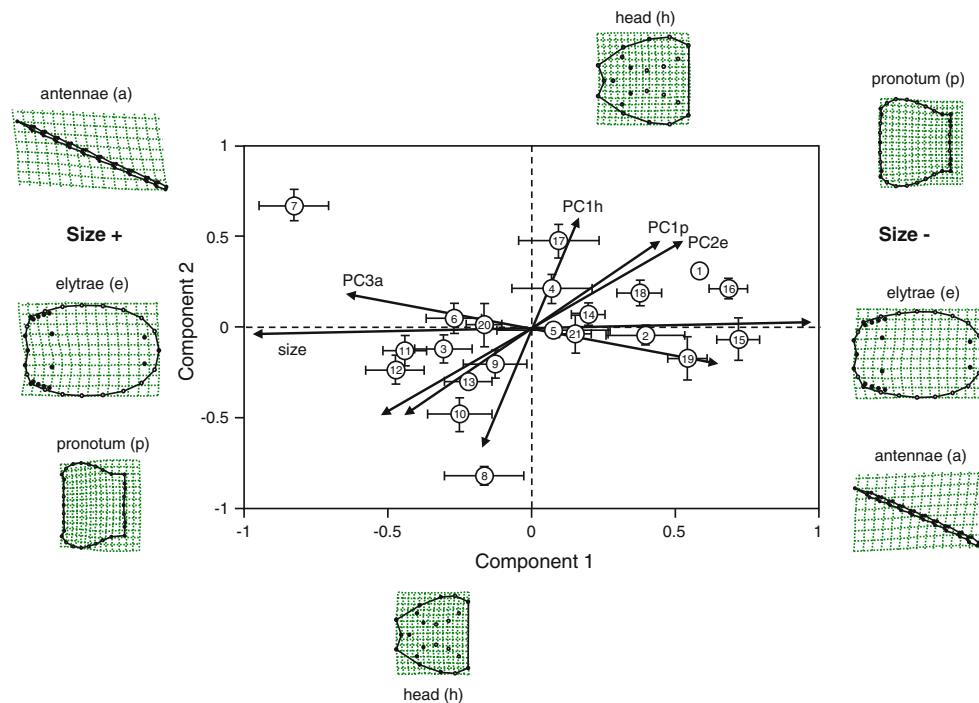 head (h)
pronotum (p)
antennae (a)
Size +
Size -
elytrae (e)
elytrae (e)
pronotum (p)
antennae (a)
head (h)
1
0.5
0
-0.5
-1
Component 2
-1
-0.5
0
0.5
1
Component 1
PC1h
PC1p
PC2e
PC3a
size
7
17
1
4
18
16
14
6
20
5
21
2
15
11
3
19
12
9
13
10
8